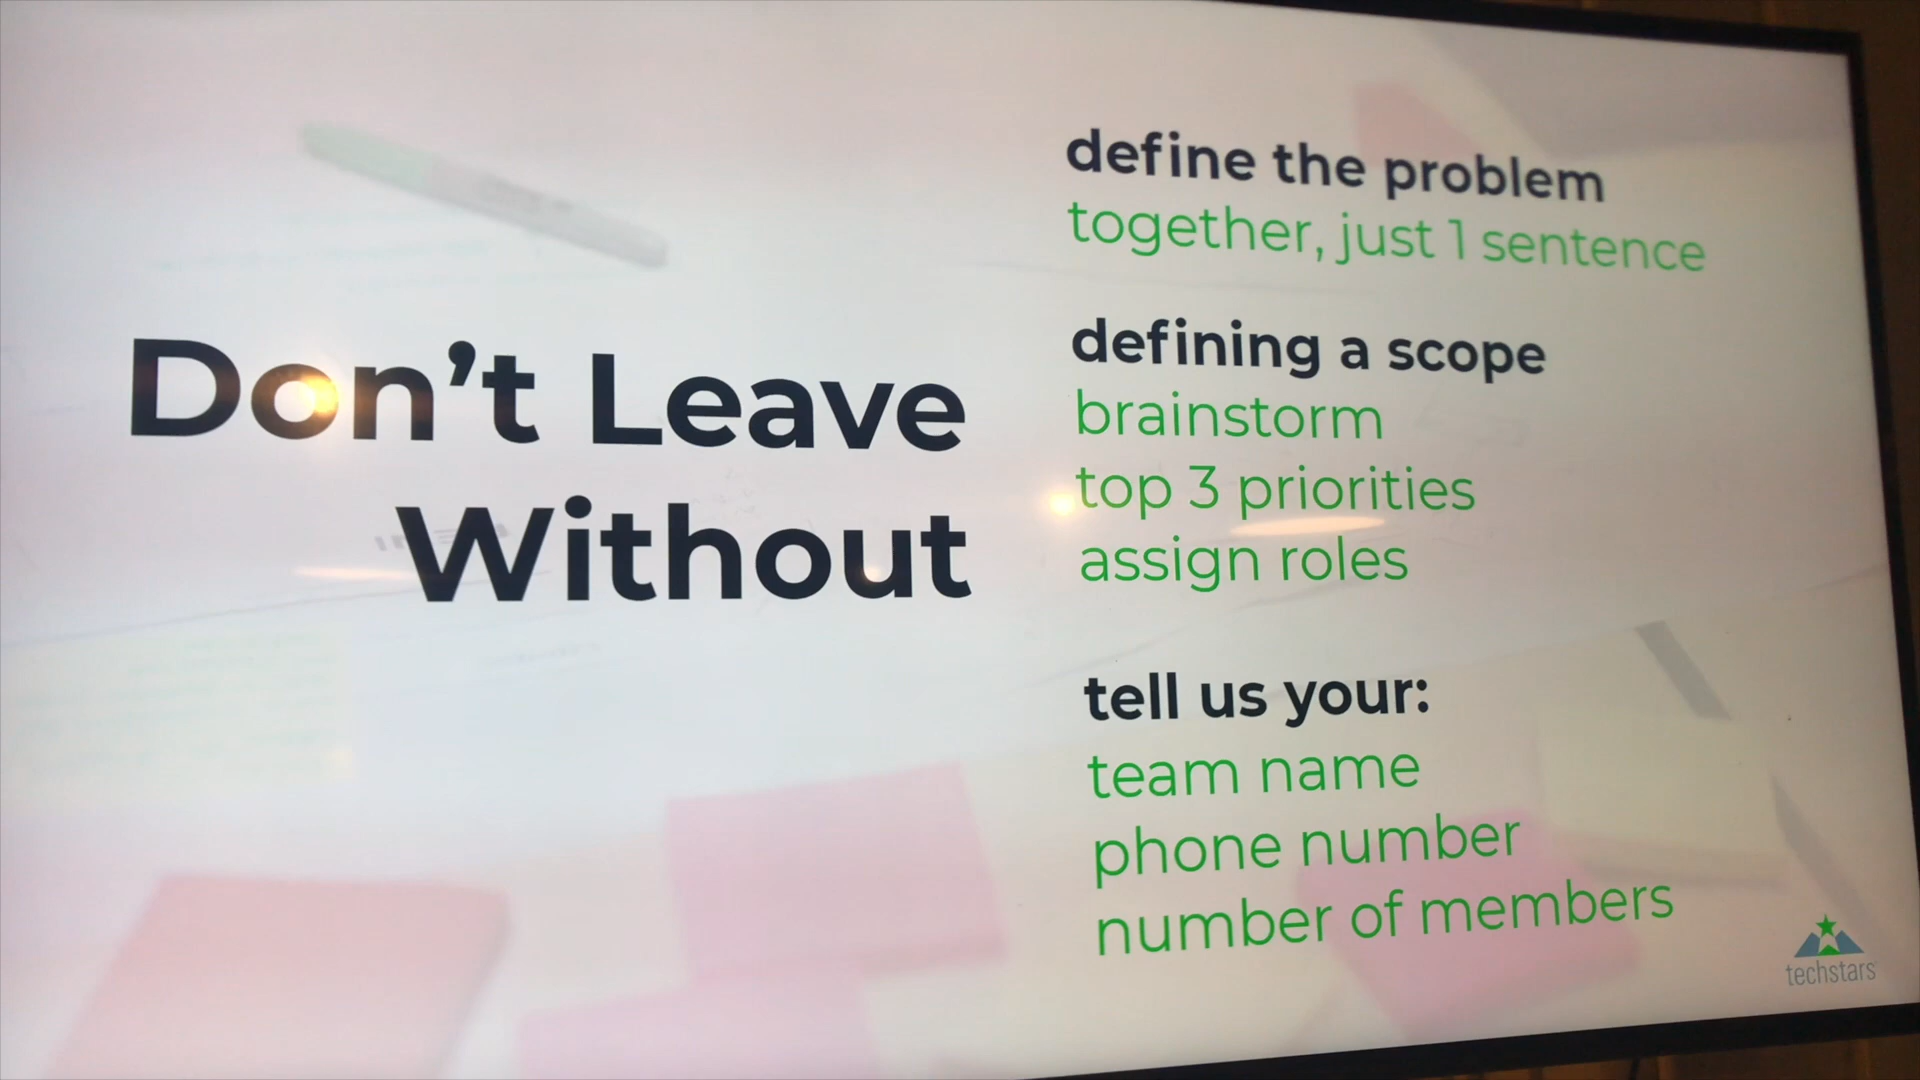 Don't Leave
Without
define the problem
together, just 1 sentence
defining a scope
brainstorm
top 3 priorities
assign roles
tell us your:
team name
phone number
number of members
techstars